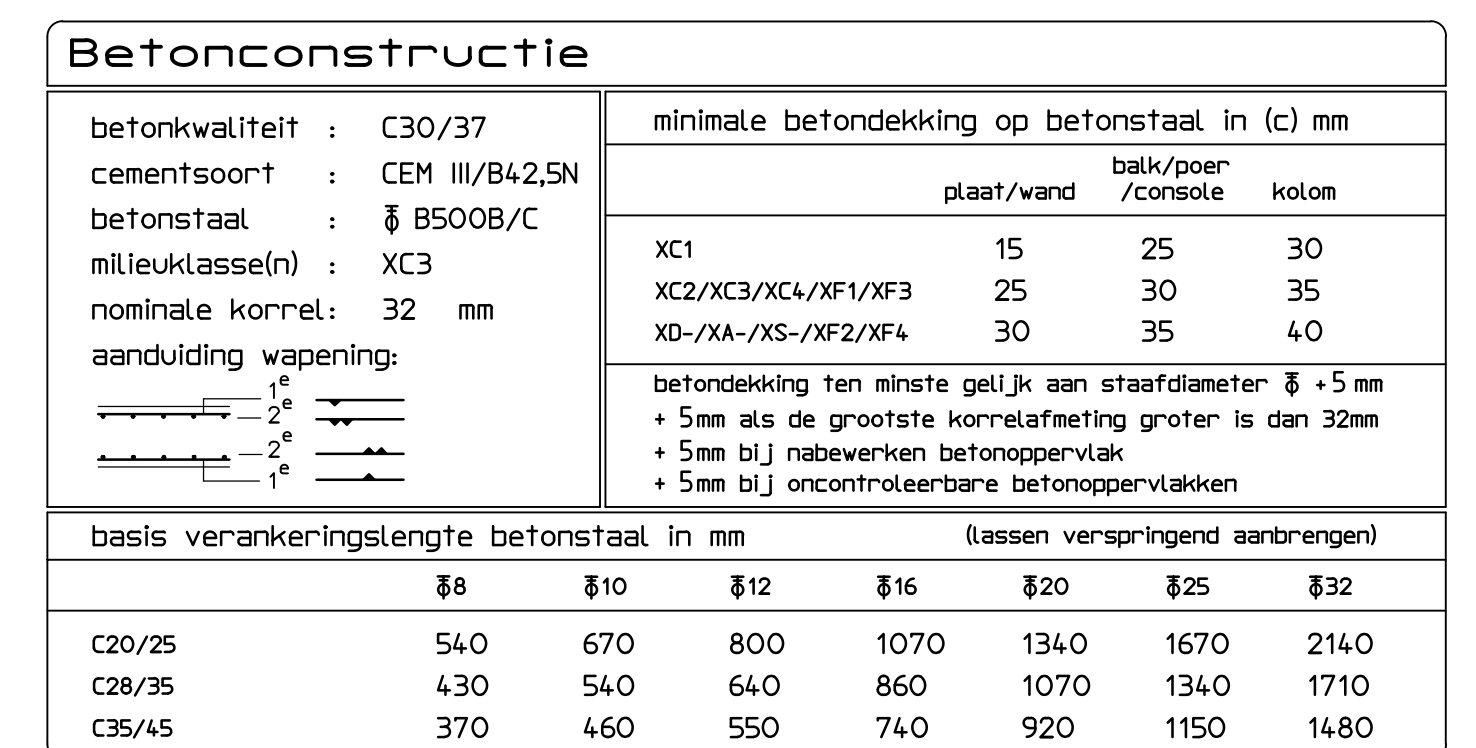 Betonconstructie
betonkwaliteit : C30/37
cementsoort : CEM III/B42,5N
betonstaal : ⌽ B500B/C
milieuklasse(n) : XC3
nominale korrel: 32 mm
aanduiding wapening:
1e
2e
2e
1e
minimale betondekking op betonstaal in (c) mm
plaat/wand balk/poer /console kolom
XC1 15 25 30
XC2/XC3/XC4/XF1/XF3 25 30 35
XD-/XA-/XS-/XF2/XF4 30 35 40
betondekking ten minste gelijk aan staafdiameter ⌽ +5 mm
+ 5mm als de grootste korrelafmeting groter is dan 32mm
+ 5mm bij nabewerken betonoppervlak
+ 5mm bij oncontroleerbare betonoppervlakken
basis verankeringslengte betonstaal in mm (lassen verspringend aanbrengen)
⌽8 ⌽10 ⌽12 ⌽16 ⌽20 ⌽25 ⌽32
C20/25 540 670 800 1070 1340 1670 2140
C28/35 430 540 640 860 1070 1340 1710
C35/45 370 460 550 740 920 1150 1480